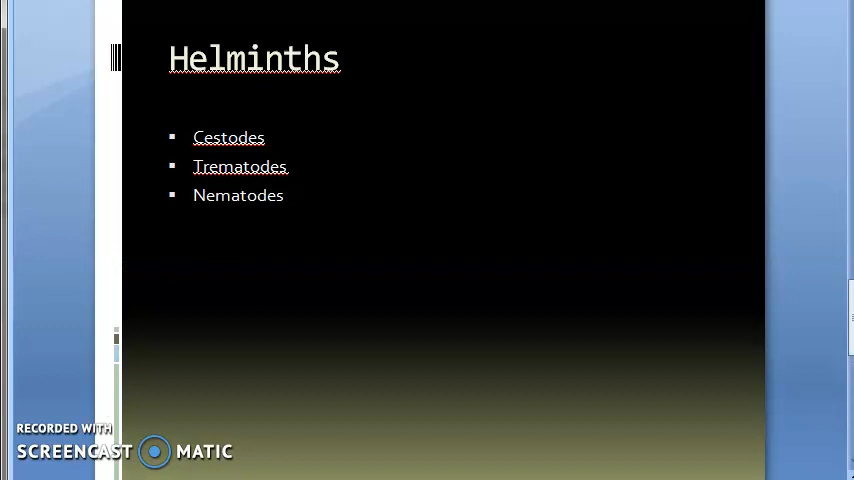 Helminths
Cestodes
Trematodes
Nematodes
RECORDED WITH
SCREENCAST MATIC